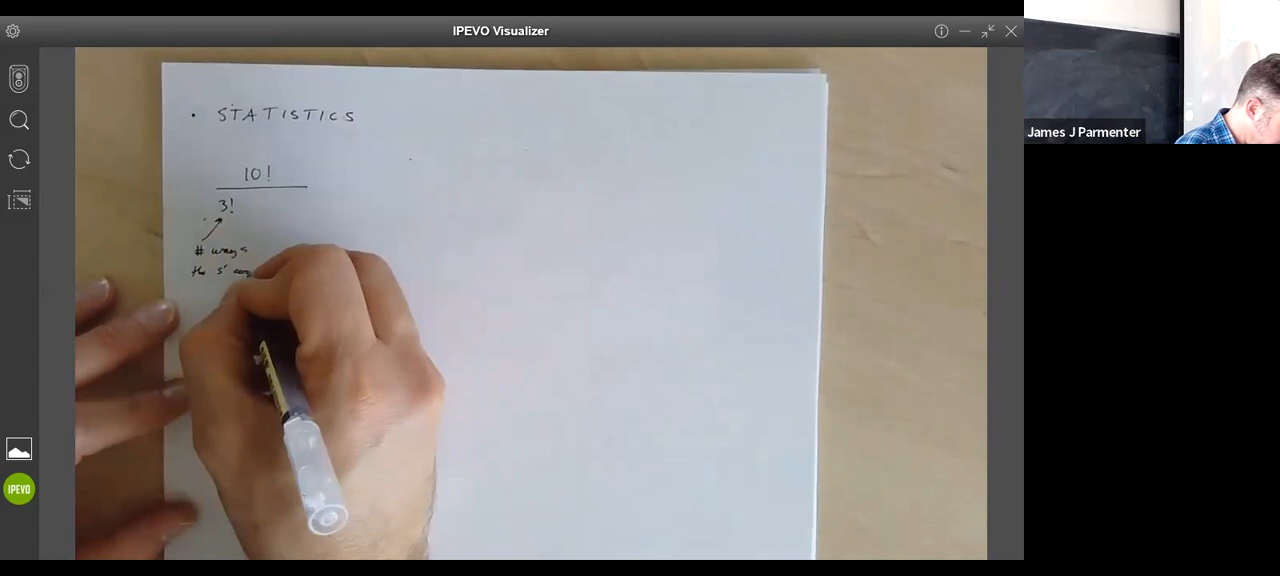 IPEVO Visualizer
James J Parmenter
• STATISTICS
10!
3!
# ways
the S'
IPEVO